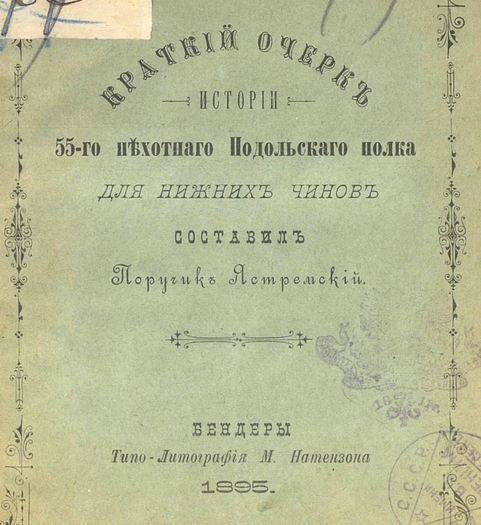 КРАТКІЙ ОЧЕРКЪ
ИСТОРІИ
55-го пѣхотнаго Подольскаго полка
ДЛЯ НИЖНИХЪ ЧИНОВЪ
СОСТАВИЛЪ
Поручикъ Ястремскій.
БЕНДЕРЫ
Типо-Литографія М. Натензона
1895.
С.С.С.Р.